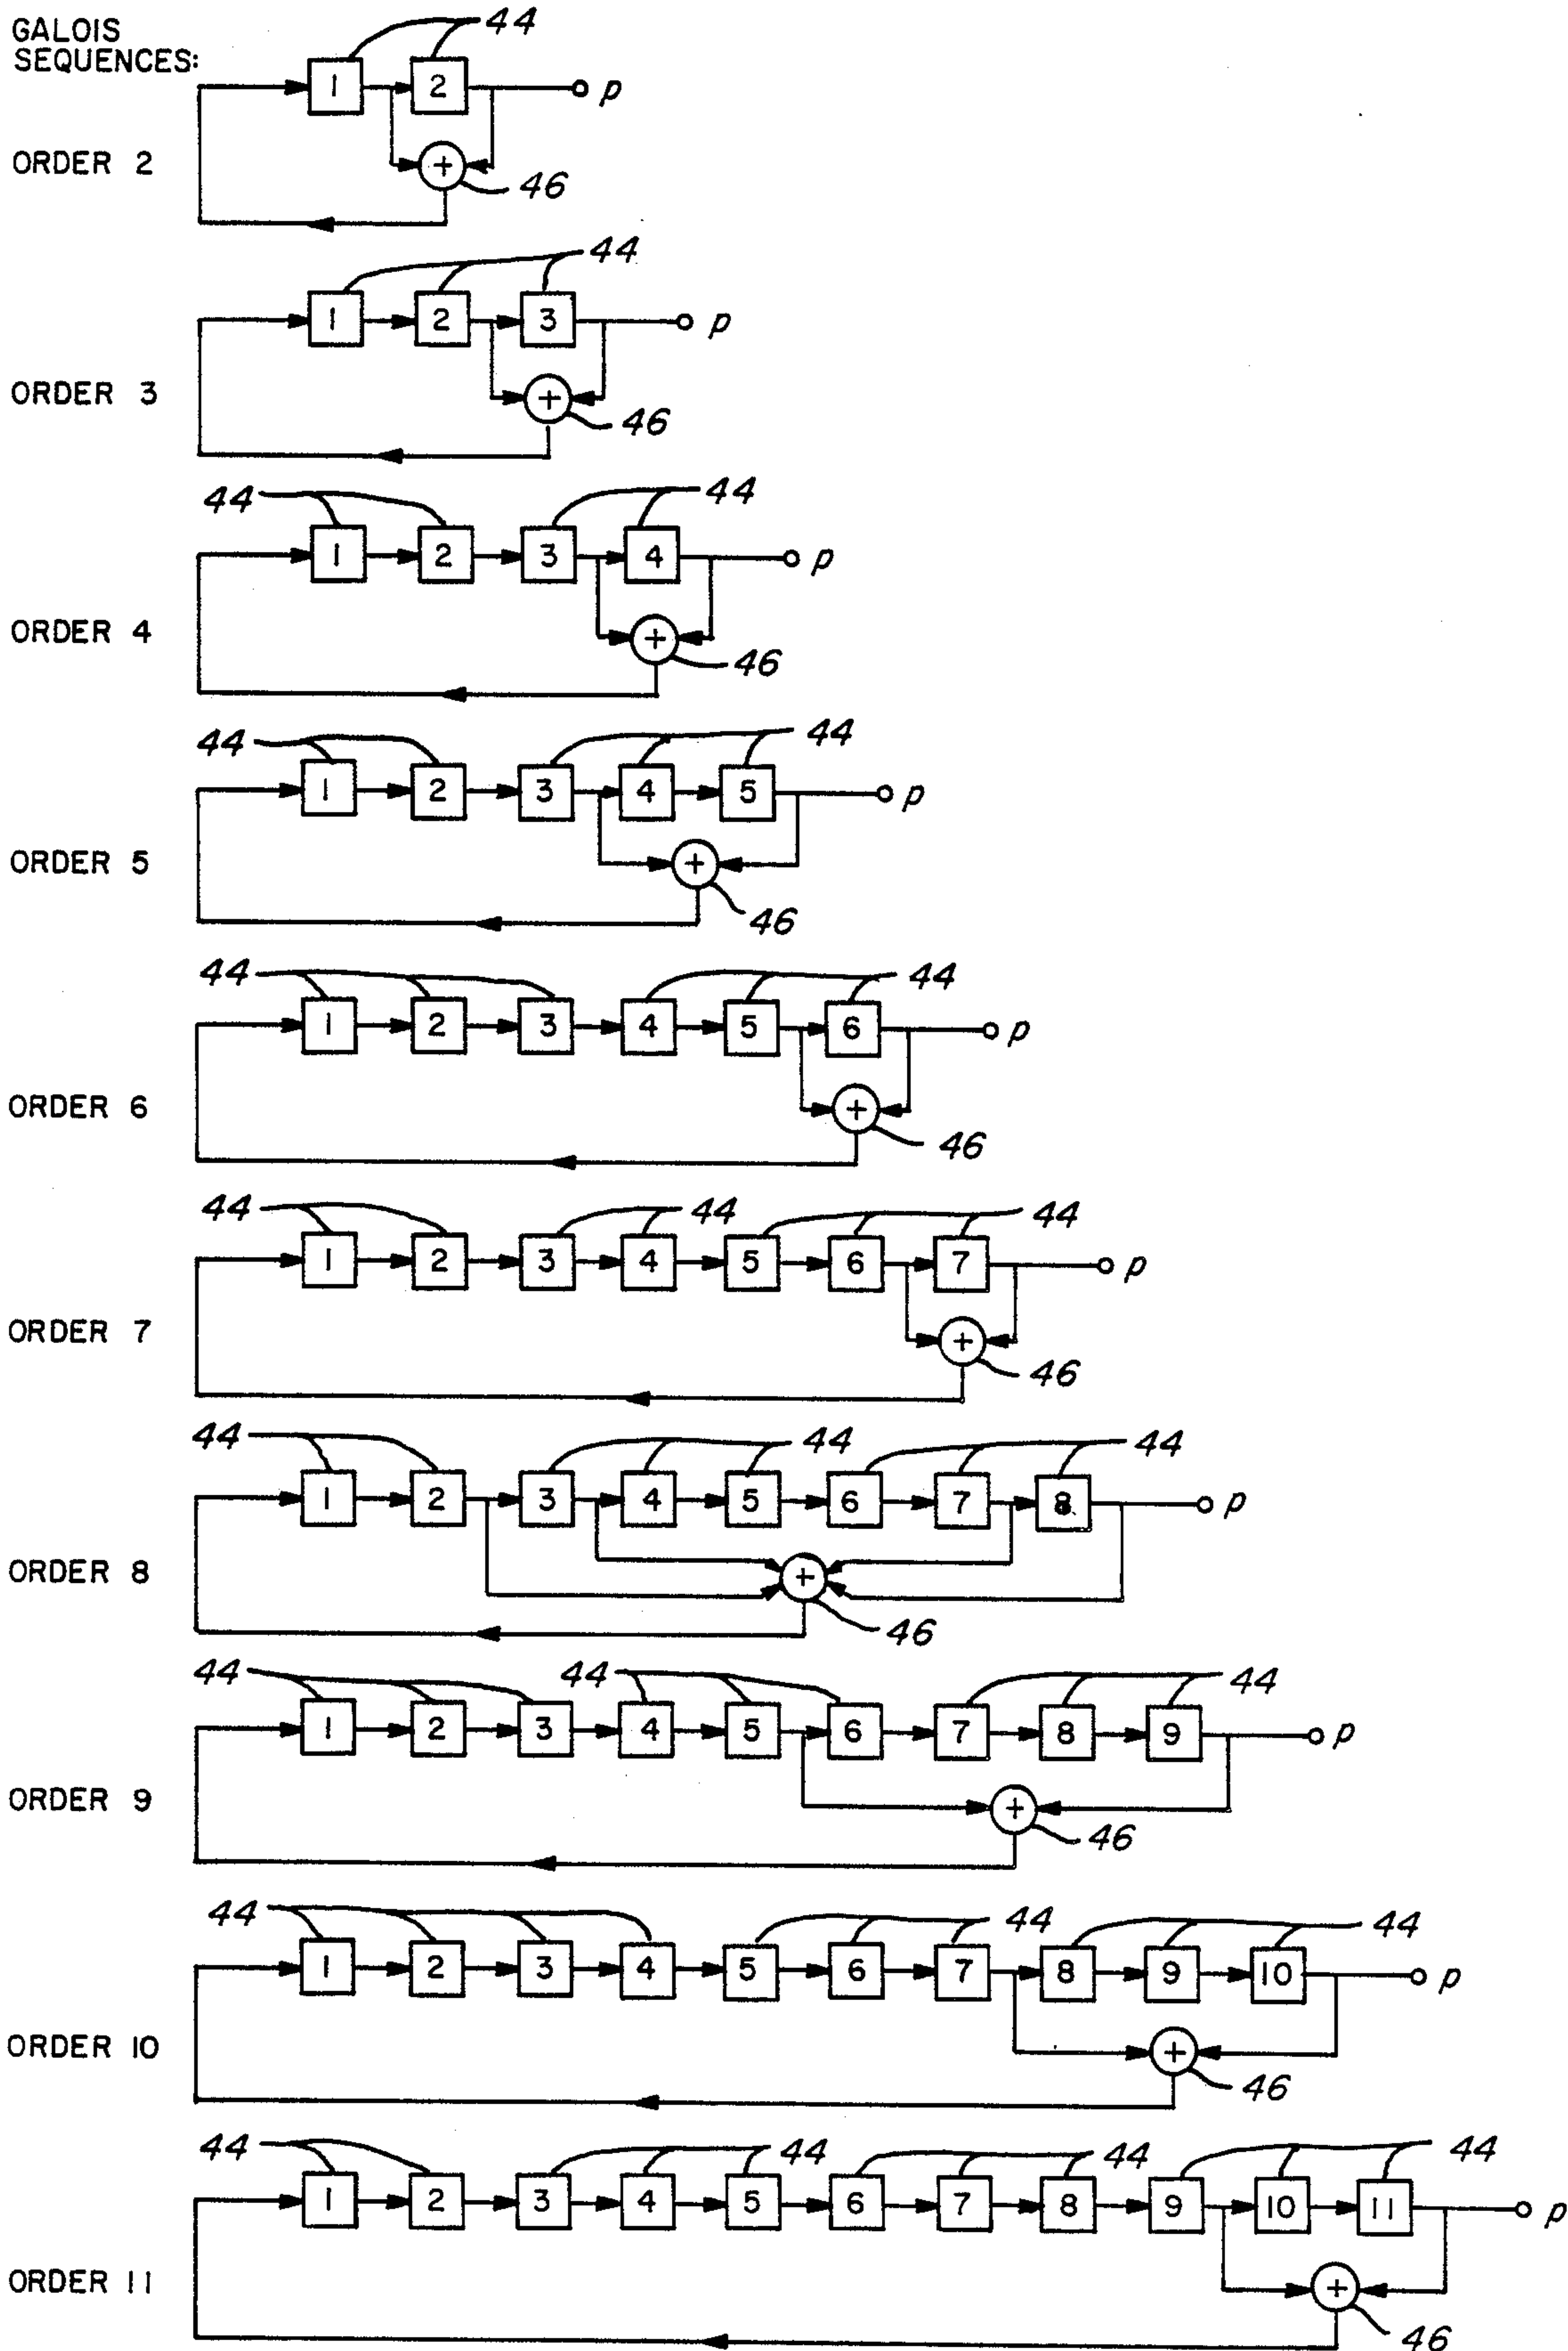 GALOIS
SEQUENCES:
44
1 2 p
ORDER 2
+
46
44
1 2 3 p
ORDER 3
+
46
44 44
1 2 3 4 p
ORDER 4
+
46
44 44
1 2 3 4 5 p
ORDER 5
+
46
44 44
1 2 3 4 5 6 p
ORDER 6
+
46
44 44 44
1 2 3 4 5 6 7 p
ORDER 7
+
46
44 44 44
1 2 3 4 5 6 7 8 p
ORDER 8
+
46
44 44 44
1 2 3 4 5 6 7 8 9 p
ORDER 9
+
46
44 44 44
1 2 3 4 5 6 7 8 9 10 p
ORDER 10
+
46
44 44 44 44
1 2 3 4 5 6 7 8 9 10 11 p
ORDER 11
+
46